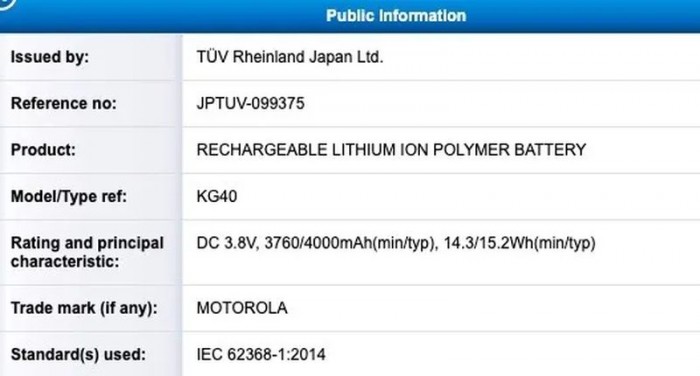 Public Information
Issued by: TÜV Rheinland Japan Ltd.
Reference no: JPTUV-099375
Product: RECHARGEABLE LITHIUM ION POLYMER BATTERY
Model/Type ref: KG40
Rating and principal characteristic: DC 3.8V, 3760/4000mAh(min/typ), 14.3/15.2Wh(min/typ)
Trade mark (if any): MOTOROLA
Standard(s) used: IEC 62368-1:2014